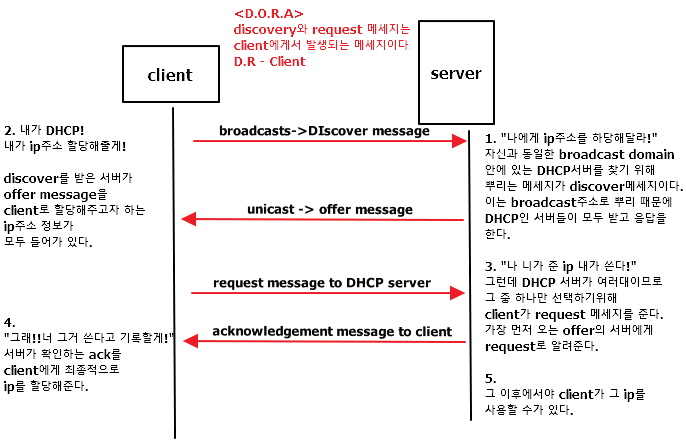 <D.O.R.A>
discovery와 request 메세지는
client에게서 발생되는 메세지이다
D.R - Client
client
server
broadcasts->DIscover message
2. 내가 DHCP!
내가 ip주소 할당해줄게!
discover를 받은 서버가
offer message을
client로 할당해주고자 하는
ip주소 정보가
모두 들어가 있다.
1. "나에게 ip주소를 하당해달라!"
자신과 동일한 broadcast domain
안에 있는 DHCP서버를 찾기 위해
뿌리는 메세지가 discover메세지이다.
이는 broadcast주소로 뿌리 때문에
DHCP인 서버들이 모두 받고 응답을
한다.
unicast -> offer message
request message to DHCP server
3. "나 니가 준 ip 내가 쓴다!"
그런데 DHCP 서버가 여러대이므로
그 중 하나만 선택하기위해
client가 request 메세지를 준다.
가장 먼저 오는 offer의 서버에게
request로 알려준다.
acknowledgement message to client
4.
"그래!!너 그거 쓴다고 기록할게!"
서버가 확인하는 ack를
client에게 최종적으로
ip를 할당해준다.
5.
그 이후에서야 client가 그 ip를
사용할 수가 있다.